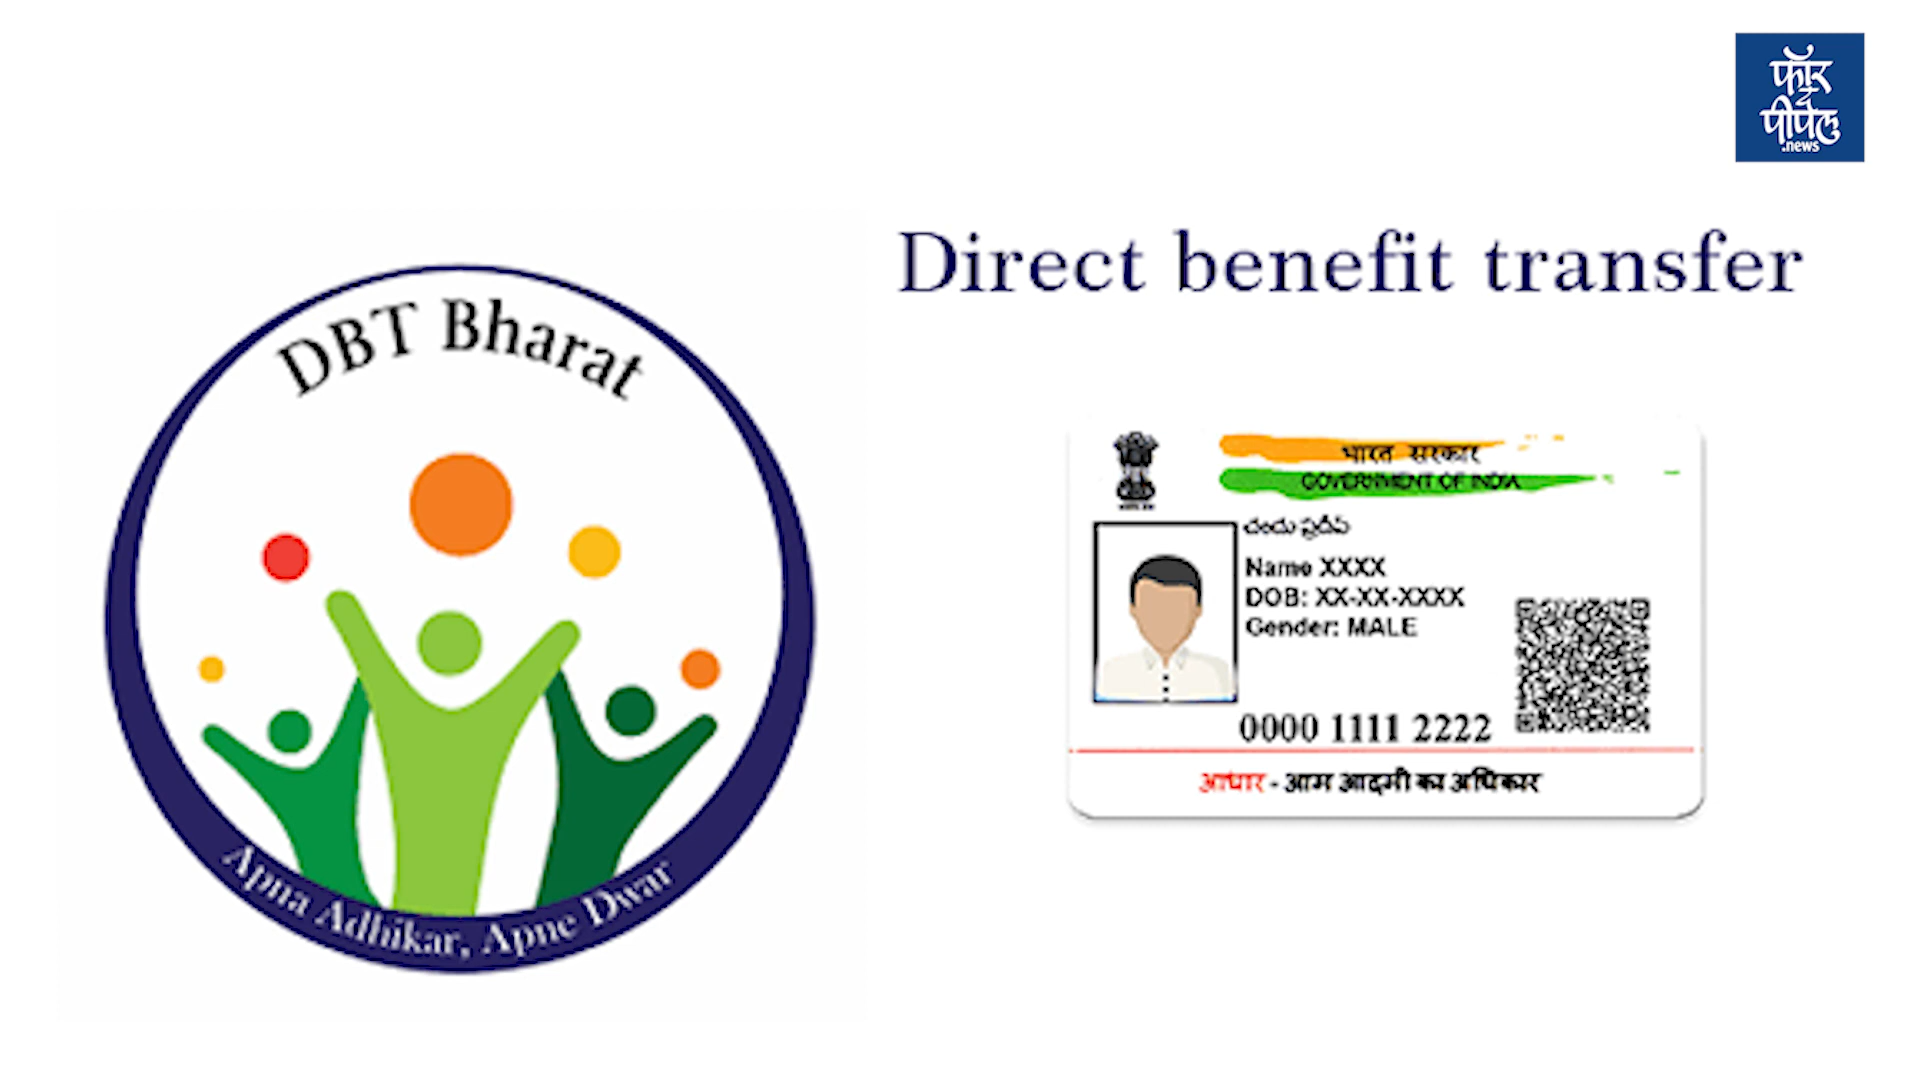 फॉर
पीपल
.news
Direct benefit transfer
DBT Bharat
Apna Adhikar, Apne Dwar
भारत सरकार
GOVERNMENT OF INDIA
చందు ప్రదీప్
Name XXXX
DOB: XX-XX-XXXX
Gender: MALE
0000 1111 2222
आधार - आम आदमी का अधिकार